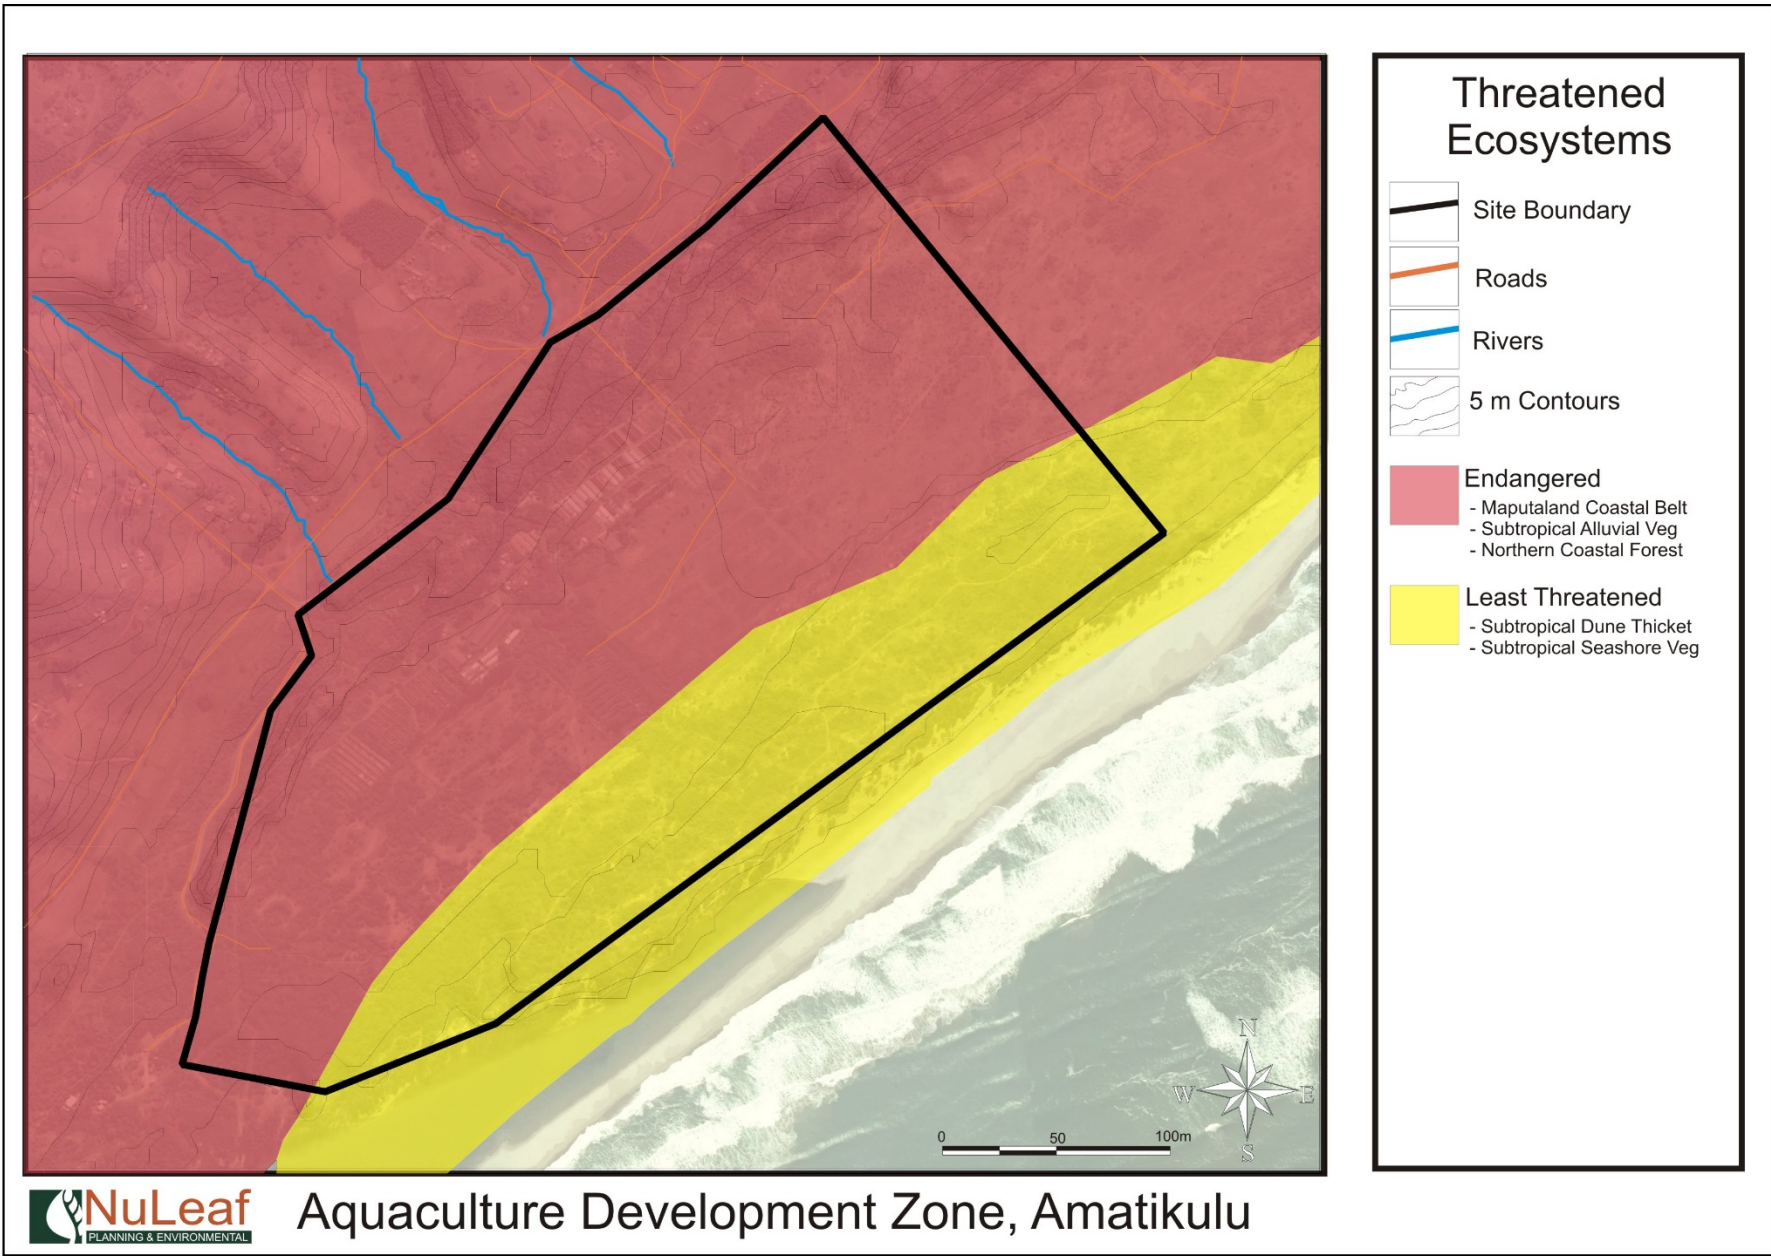 Threatened
Ecosystems
Site Boundary
Roads
Rivers
5 m Contours
Endangered
- Maputaland Coastal Belt
- Subtropical Alluvial Veg
- Northern Coastal Forest
Least Threatened
- Subtropical Dune Thicket
- Subtropical Seashore Veg
N
W E
S
0 50 100m
NuLeaf
PLANNING & ENVIRONMENTAL
Aquaculture Development Zone, Amatikulu